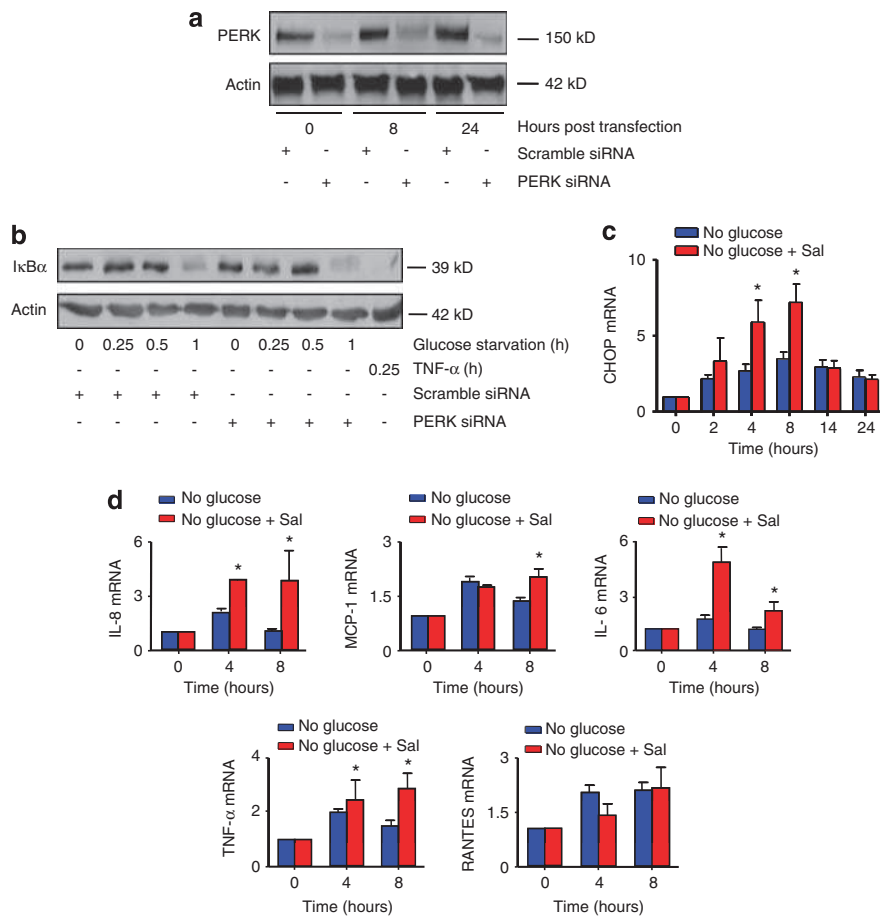 a
PERK
150 kD
Actin
42 kD
0 8 24 Hours post transfection
+ - + - + - Scramble siRNA
- + - + - + PERK siRNA
b
IκBα
39 kD
Actin
42 kD
0 0.25 0.5 1 0 0.25 0.5 1 Glucose starvation (h)
- - - - - - - - 0.25 TNF-α (h)
+ + + + - - - - - Scramble siRNA
- - - - + + + + - PERK siRNA
c
No glucose
No glucose + Sal
CHOP mRNA
10
5
0
* *
0 2 4 8 14 24
Time (hours)
d
No glucose
No glucose + Sal
IL-8 mRNA
6
3
0
* *
0 4 8
Time (hours)
No glucose
No glucose + Sal
MCP-1 mRNA
3
1.5
0
*
0 4 8
Time (hours)
No glucose
No glucose + Sal
IL- 6 mRNA
6
3
0
* *
0 4 8
Time (hours)
No glucose
No glucose + Sal
TNF-α mRNA
4
2
0
* *
0 4 8
Time (hours)
No glucose
No glucose + Sal
RANTES mRNA
3
1.5
0
0 4 8
Time (hours)